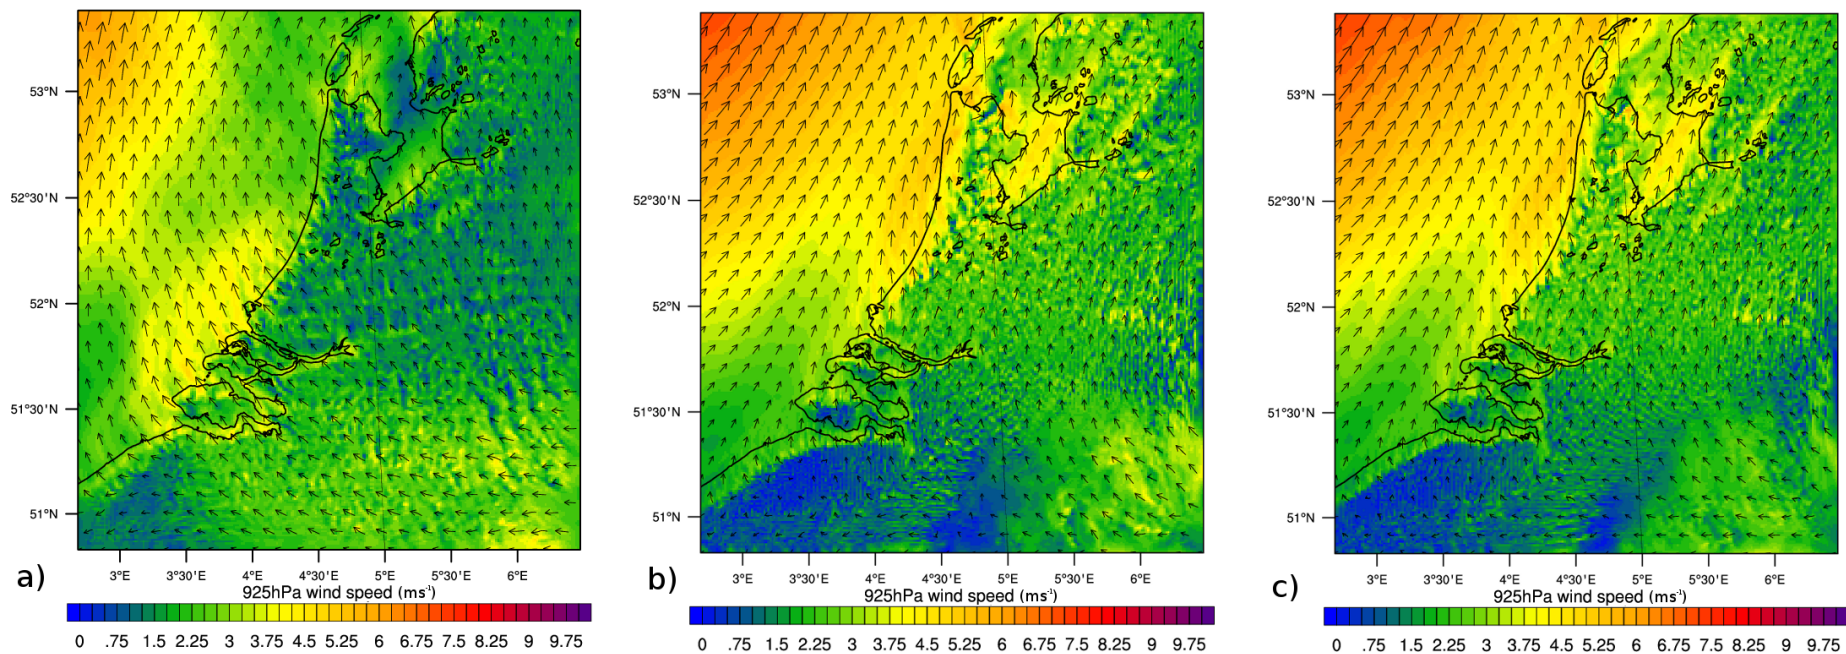 53°N
52°30'N
52°N
51°30'N
51°N
3°E 3°30'E 4°E 4°30'E 5°E 5°30'E 6°E
a)
925hPa wind speed (ms⁻¹)
0 .75 1.5 2.25 3 3.75 4.5 5.25 6 6.75 7.5 8.25 9 9.75
53°N
52°30'N
52°N
51°30'N
51°N
3°E 3°30'E 4°E 4°30'E 5°E 5°30'E 6°E
b)
925hPa wind speed (ms⁻¹)
0 .75 1.5 2.25 3 3.75 4.5 5.25 6 6.75 7.5 8.25 9 9.75
53°N
52°30'N
52°N
51°30'N
51°N
3°E 3°30'E 4°E 4°30'E 5°E 5°30'E 6°E
c)
925hPa wind speed (ms⁻¹)
0 .75 1.5 2.25 3 3.75 4.5 5.25 6 6.75 7.5 8.25 9 9.75